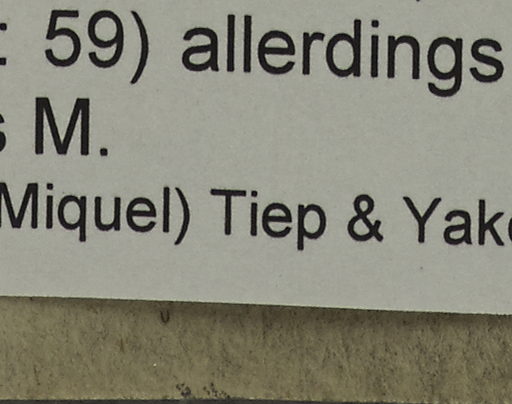 : 59) allerdings
M.
Miquel) Tiep & Yak